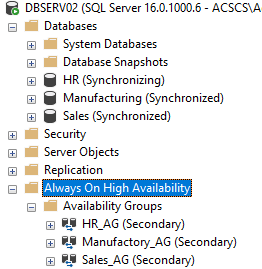 DBSERV02 (SQL Server 16.0.1000.6 - ACSCS\A
Databases
System Databases
Database Snapshots
HR (Synchronizing)
Manufacturing (Synchronized)
Sales (Synchronized)
Security
Server Objects
Replication
Always On High Availability
Availability Groups
HR_AG (Secondary)
Manufactory_AG (Secondary)
Sales_AG (Secondary)